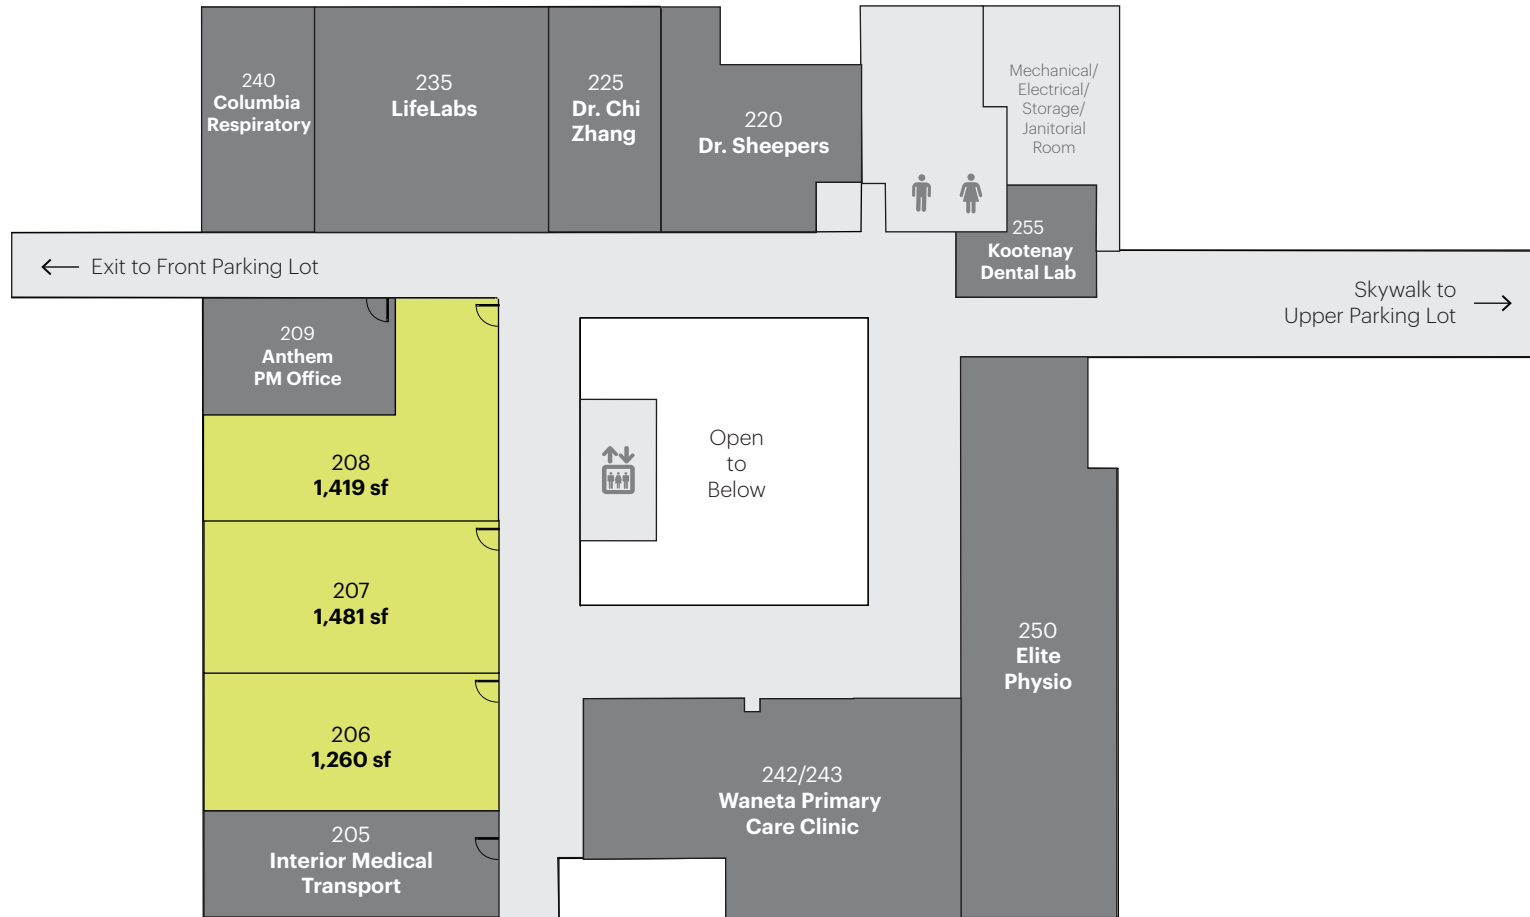 240
Columbia
Respiratory
235
LifeLabs
225
Dr. Chi
Zhang
220
Dr. Sheepers
Mechanical/
Electrical/
Storage/
Janitorial
Room
255
Kootenay
Dental Lab
Exit to Front Parking Lot
Skywalk to
Upper Parking Lot
209
Anthem
PM Office
208
1,419 sf
Open
to
Below
207
1,481 sf
250
Elite
Physio
206
1,260 sf
242/243
Waneta Primary
Care Clinic
205
Interior Medical
Transport